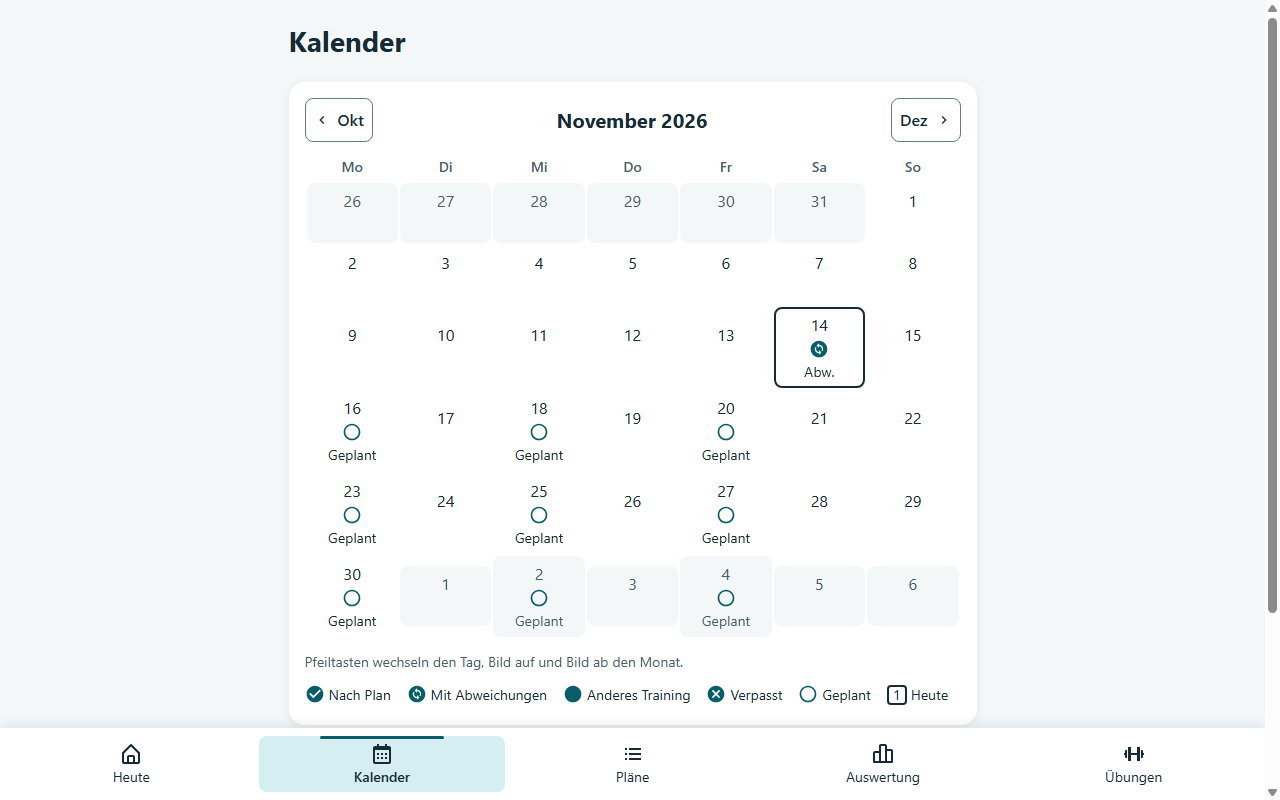 Kalender
Okt November 2026 Dez
Mo Di Mi Do Fr Sa So
26 27 28 29 30 31 1
2 3 4 5 6 7 8
9 10 11 12 13 14 15
Abw.
16 17 18 19 20 21 22
Geplant Geplant Geplant
23 24 25 26 27 28 29
Geplant Geplant Geplant
30 1 2 3 4 5 6
Geplant Geplant Geplant
Pfeiltasten wechseln den Tag, Bild auf und Bild ab den Monat.
Nach Plan Mit Abweichungen Anderes Training Verpasst Geplant 1 Heute
Heute Kalender Pläne Auswertung Übungen